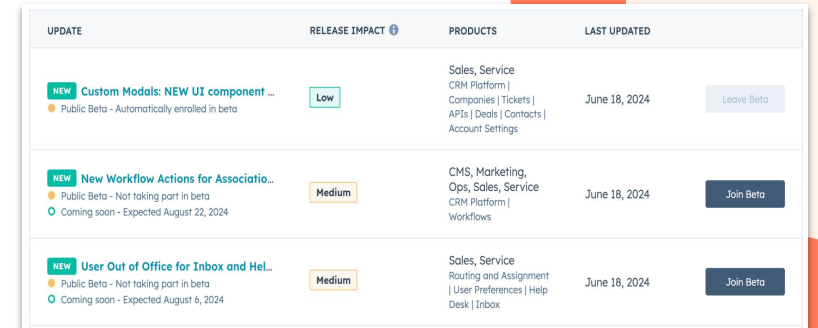 UPDATE RELEASE IMPACT PRODUCTS LAST UPDATED
NEW Custom Modals: NEW UI component ...
Public Beta - Automatically enrolled in beta
Low
Sales, Service
CRM Platform |
Companies | Tickets |
APIs | Deals | Contacts |
Account Settings
June 18, 2024
Leave Beta
NEW New Workflow Actions for Associatio...
Public Beta - Not taking part in beta
Coming soon - Expected August 22, 2024
Medium
CMS, Marketing,
Ops, Sales, Service
CRM Platform |
Workflows
June 18, 2024
Join Beta
NEW User Out of Office for Inbox and Hel...
Public Beta - Not taking part in beta
Coming soon - Expected August 6, 2024
Medium
Sales, Service
Routing and Assignment
| User Preferences | Help
Desk | Inbox
June 18, 2024
Join Beta